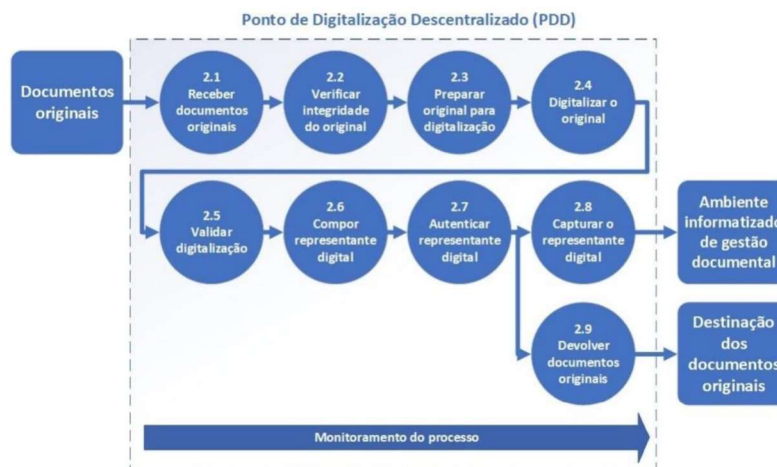 Ponto de Digitalização Descentralizado (PDD)
Documentos
originais
2.1
Receber
documentos
originais
2.2
Verificar
integridade
do original
2.3
Preparar
original para
digitalização
2.4
Digitalizar o
original
2.5
Validar
digitalização
2.6
Compor
representante
digital
2.7
Autenticar
representante
digital
2.8
Capturar o
representante
digital
Ambiente
informatizado
de gestão
documental
2.9
Devolver
documentos
originais
Destinação
dos
documentos
originais
Monitoramento do processo